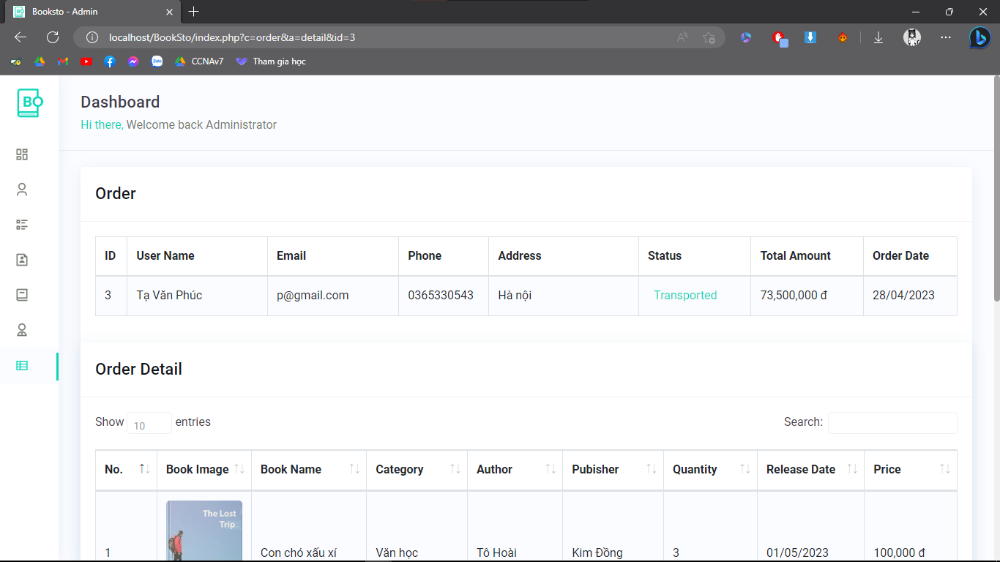 Booksto - Admin
localhost/BookSto/index.php?c=order&a=detail&id=3
Zalo
CCNAv7
Tham gia học
BO
Dashboard
Hi there, Welcome back Administrator
Order
ID User Name Email Phone Address Status Total Amount Order Date
3 Tạ Văn Phúc p@gmail.com 0365330543 Hà nội Transported 73,500,000 đ 28/04/2023
Order Detail
Show 10 entries Search:
No. Book Image Book Name Category Author Pubisher Quantity Release Date Price
The Lost
Trip
1 Con chó xấu xí Văn học Tô Hoài Kim Đồng 3 01/05/2023 100,000 đ